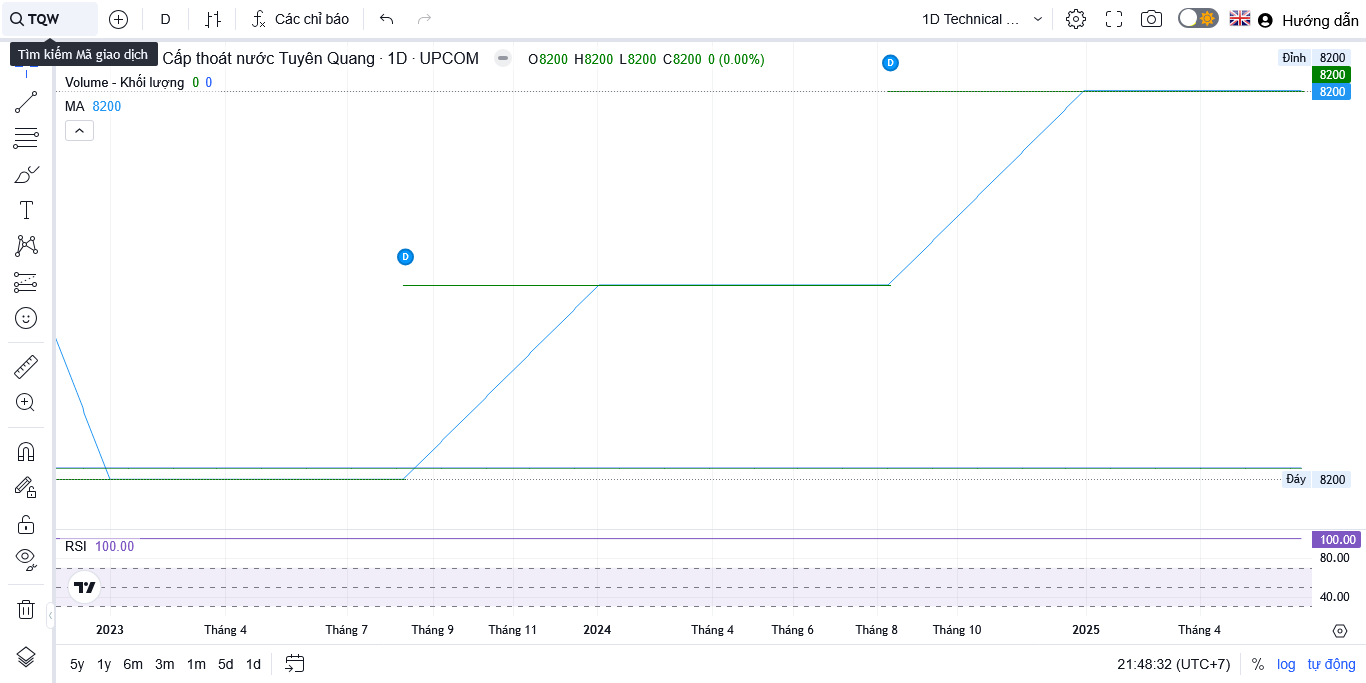 TQW
D
Các chỉ báo
1D Technical ...
Hướng dẫn
Tìm kiếm Mã giao dịch
Cấp thoát nước Tuyên Quang · 1D · UPCOM
O8200 H8200 L8200 C8200 0 (0.00%)
Volume - Khối lượng 0 0
MA 8200
D
D
Đỉnh 8200
8200
8200
Đáy 8200
RSI 100.00
100.00
80.00
40.00
2023 Tháng 4 Tháng 7 Tháng 9 Tháng 11 2024 Tháng 4 Tháng 6 Tháng 8 Tháng 10 2025 Tháng 4
5y 1y 6m 3m 1m 5d 1d
21:48:32 (UTC+7) % log tự động